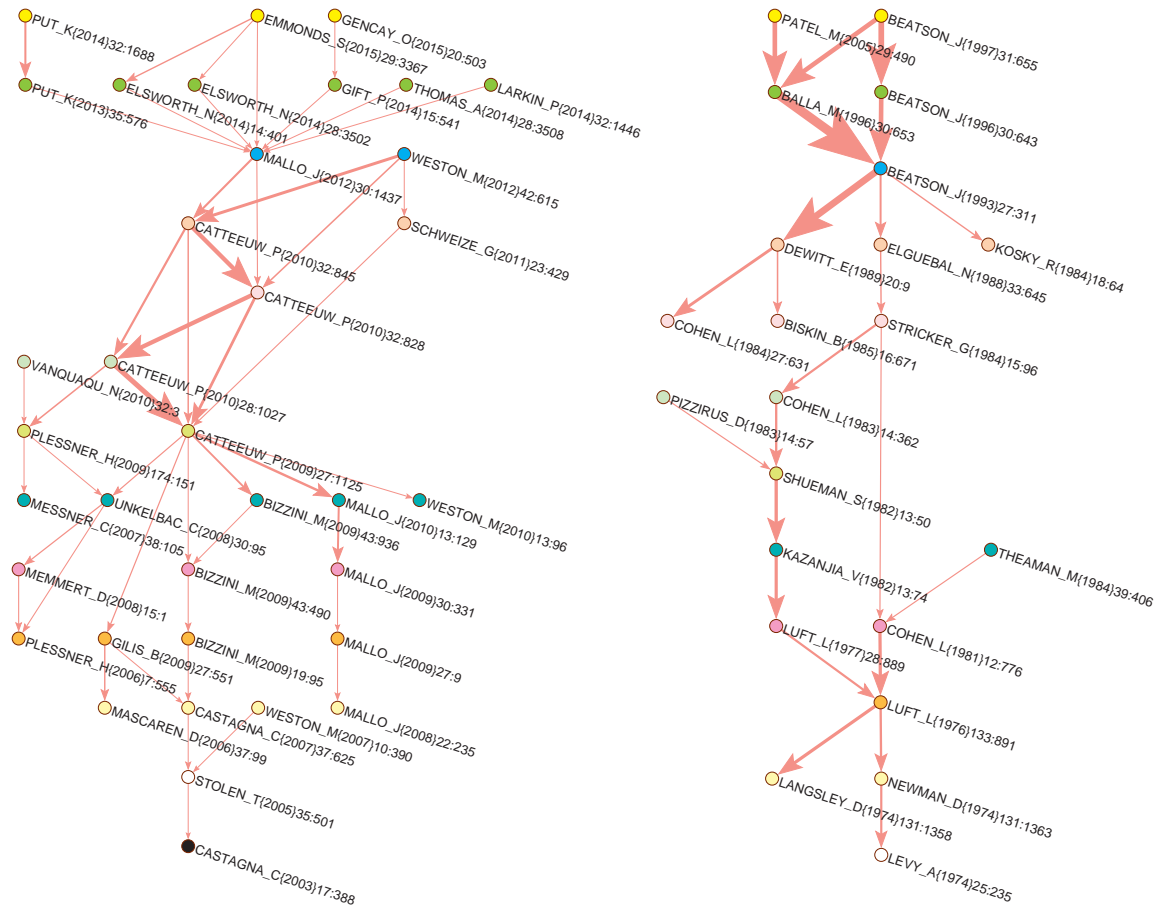 PUT_K{2014}32:1688
EMMONDS_S{2015}29:3367
GENCAY_O{2015}20:503
PUT_K{2013}35:576
ELSWORTH_N{2014}14:401
ELSWORTH_N{2014}28:3502
GIFT_P{2014}15:541
THOMAS_A{2014}28:3508
LARKIN_P{2014}32:1446
MALLO_J{2012}30:1437
WESTON_M{2012}42:615
CATTEEUW_P{2010}32:845
SCHWEIZE_G{2011}23:429
CATTEEUW_P{2010}32:828
VANQUAQU_N{2010}32:3
CATTEEUW_P{2010}28:1027
PLESSNER_H{2009}174:151
CATTEEUW_P{2009}27:1125
MESSNER_C{2007}38:105
UNKELBAC_C{2008}30:95
BIZZINI_M{2009}43:936
MALLO_J{2010}13:129
WESTON_M{2010}13:96
MEMMERT_D{2008}15:1
BIZZINI_M{2009}43:490
MALLO_J{2009}30:331
PLESSNER_H{2006}7:555
GILIS_B{2009}27:551
BIZZINI_M{2009}19:95
MALLO_J{2009}27:9
MASCAREN_D{2006}37:99
CASTAGNA_C{2007}37:625
WESTON_M{2007}10:390
MALLO_J{2008}22:235
STOLEN_T{2005}35:501
CASTAGNA_C{2003}17:388
PATEL_M{2005}29:490
BEATSON_J{1997}31:655
BALLA_M{1996}30:653
BEATSON_J{1996}30:643
BEATSON_J{1993}27:311
DEWITT_E{1989}20:9
ELGUEBAL_N{1988}33:645
KOSKY_R{1984}18:64
COHEN_L{1984}27:631
BISKIN_B{1985}16:671
STRICKER_G{1984}15:96
PIZZIRUS_D{1983}14:57
COHEN_L{1983}14:362
SHUEMAN_S{1982}13:50
KAZANJIA_V{1982}13:74
THEAMAN_M{1984}39:406
LUFT_L{1977}28:889
COHEN_L{1981}12:776
LUFT_L{1976}133:891
LANGSLEY_D{1974}131:1358
NEWMAN_D{1974}131:1363
LEVY_A{1974}25:235